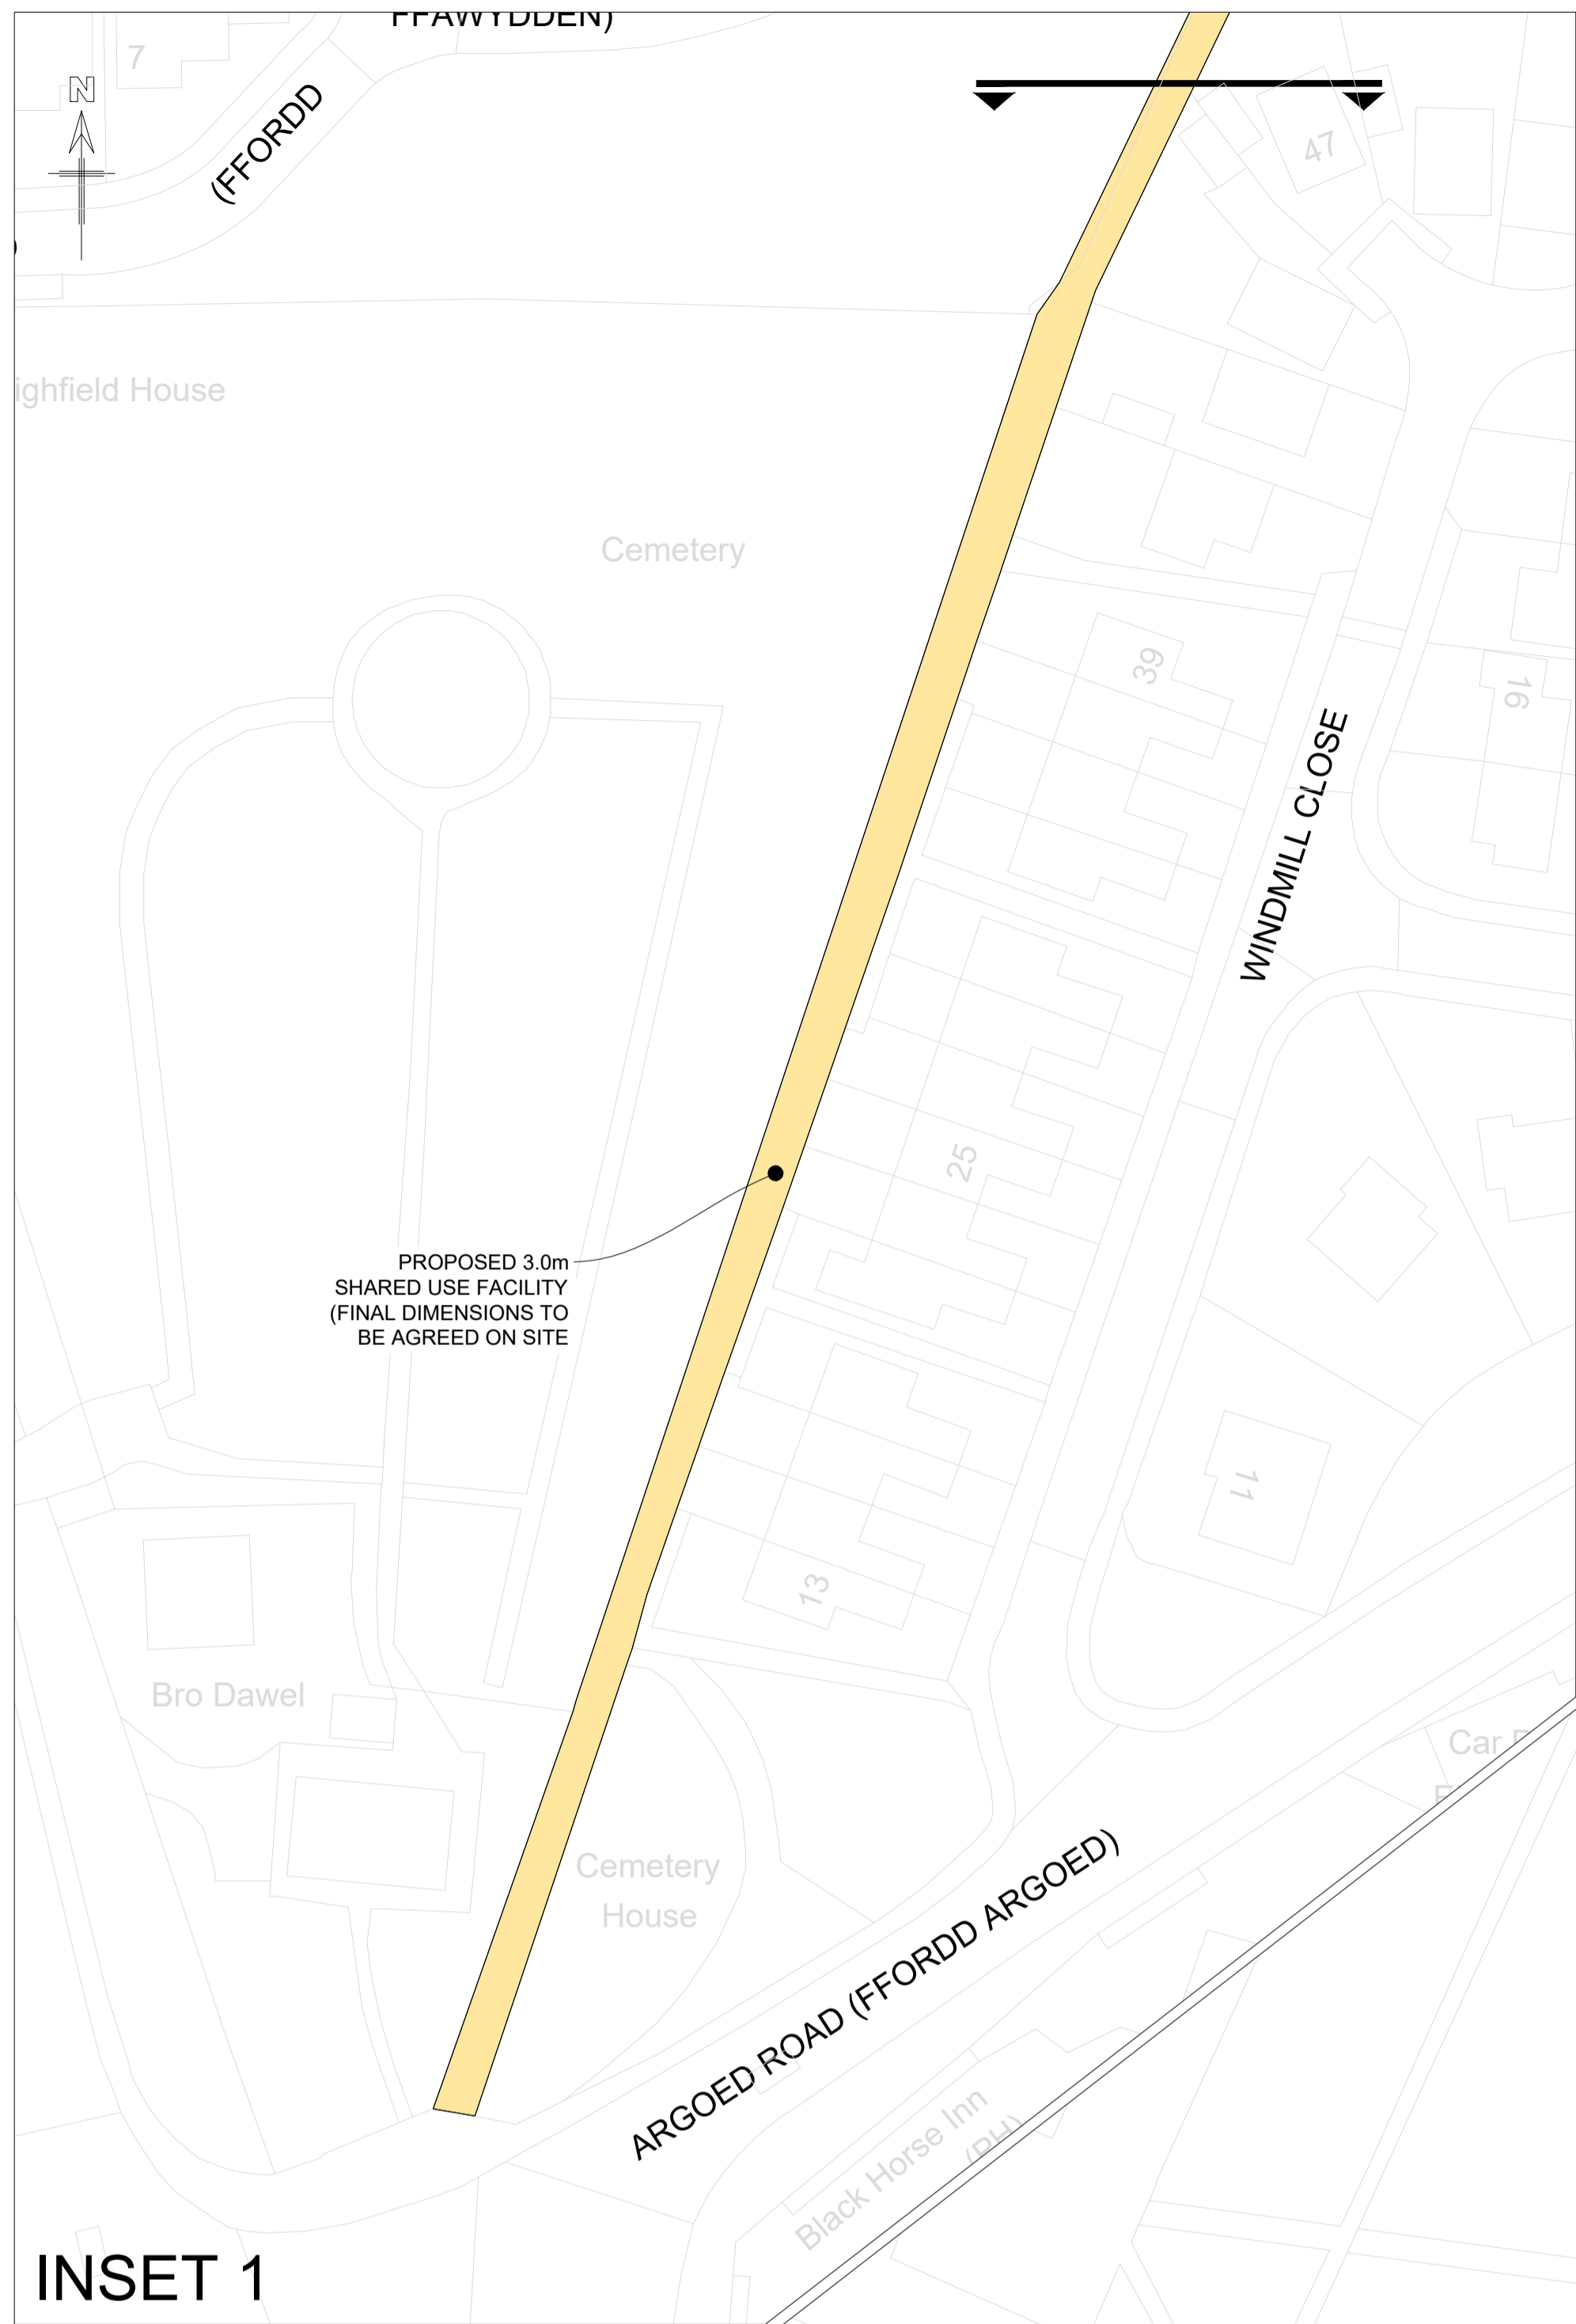 FFAWYDDEN)
7
N
(FFORDD
47
ighfield House
Cemetery
39
16
WINDMILL CLOSE
25
PROPOSED 3.0m
SHARED USE FACILITY
(FINAL DIMENSIONS TO
BE AGREED ON SITE
11
13
Bro Dawel
Car
Cemetery
House
ARGOED ROAD (FFORDD ARGOED)
Black Horse Inn
(PH)
INSET 1